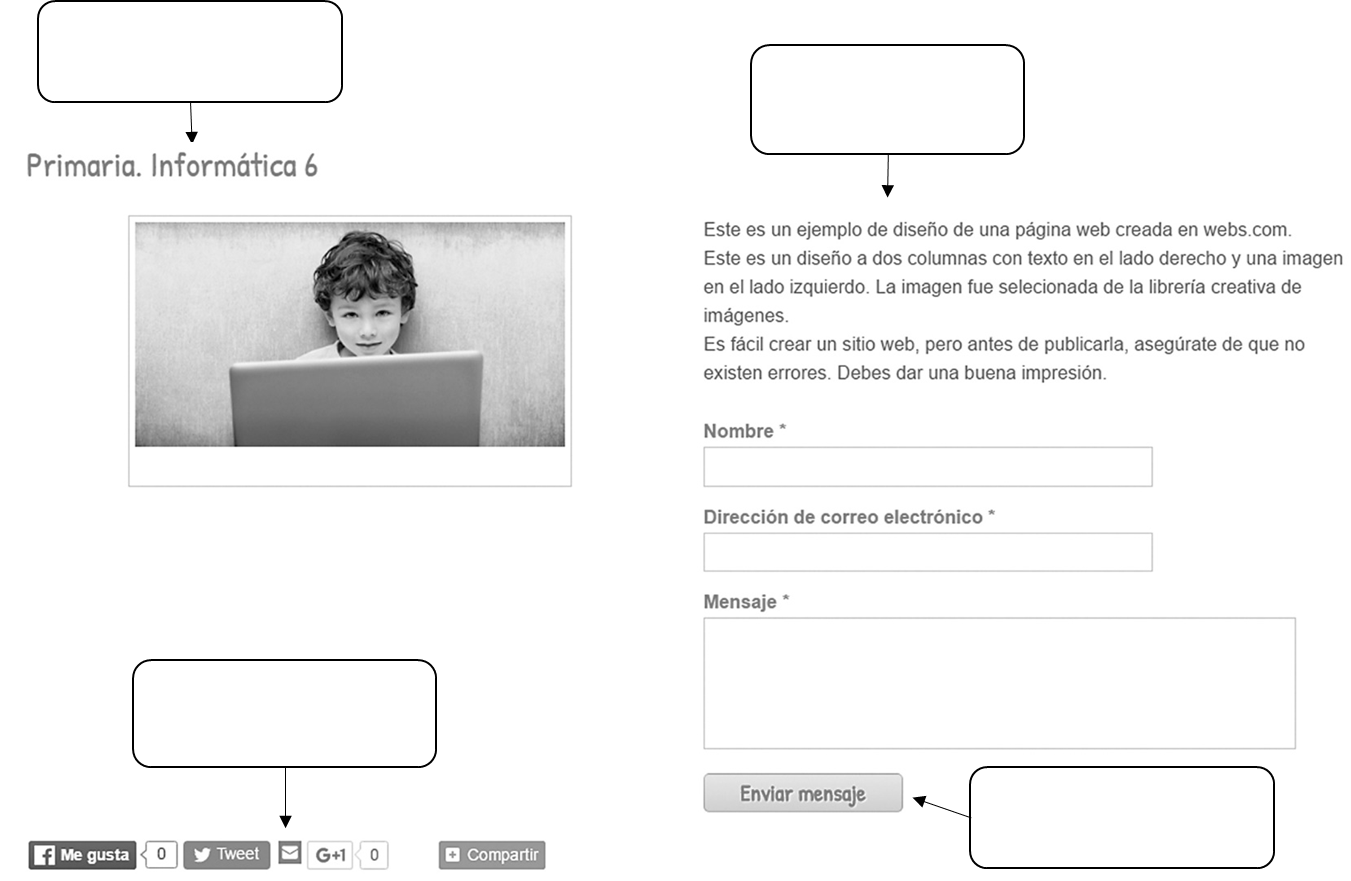 Primaria. Informática 6
Este es un ejemplo de diseño de una página web creada en webs.com.
Este es un diseño a dos columnas con texto en el lado derecho y una imagen
en el lado izquierdo. La imagen fue selecionada de la librería creativa de
imágenes.
Es fácil crear un sitio web, pero antes de publicarla, asegúrate de que no
existen errores. Debes dar una buena impresión.
Nombre *
Dirección de correo electrónico *
Mensaje *
Enviar mensaje
Me gusta 0 Tweet G+1 0 Compartir